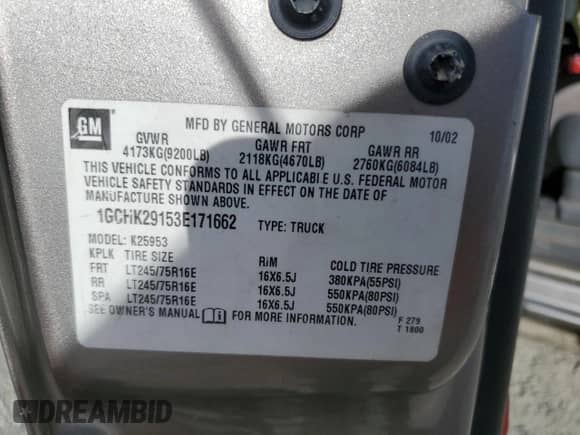 GM
MFD BY GENERAL MOTORS CORP
10/02
GVWR GAWR FRT GAWR RR
4173KG(9200LB) 2118KG(4670LB) 2760KG(6084LB)
THIS VEHICLE CONFORMS TO ALL APPLICABLE U.S. FEDERAL MOTOR
VEHICLE SAFETY STANDARDS IN EFFECT ON THE DATE OF
MANUFACTURE SHOWN ABOVE.
1GCHK29153E171662 TYPE: TRUCK
MODEL: K25953
KPLK TIRE SIZE RIM COLD TIRE PRESSURE
FRT LT245/75R16E 16X6.5J 380KPA(55PSI)
RR LT245/75R16E 16X6.5J 550KPA(80PSI)
SPA LT245/75R16E 16X6.5J 550KPA(80PSI)
SEE OWNER'S MANUAL FOR MORE INFORMATION.
F 279
T 1800
DREAMBID